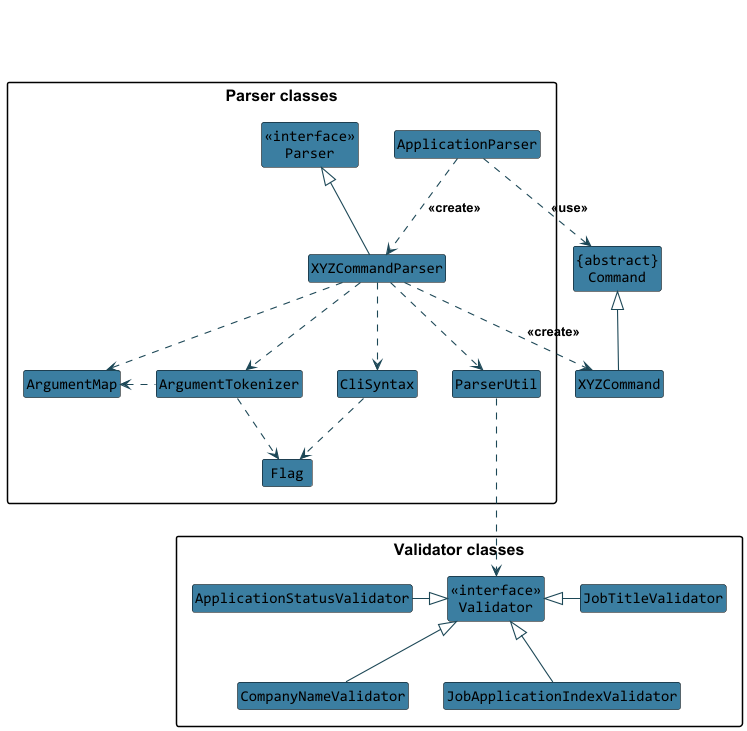 Parser classes
«interface»
Parser
ApplicationParser
«create»
«use»
XYZCommandParser
{abstract}
Command
«create»
ArgumentMap
ArgumentTokenizer
CliSyntax
ParserUtil
XYZCommand
Flag
Validator classes
ApplicationStatusValidator
«interface»
Validator
JobTitleValidator
CompanyNameValidator
JobApplicationIndexValidator